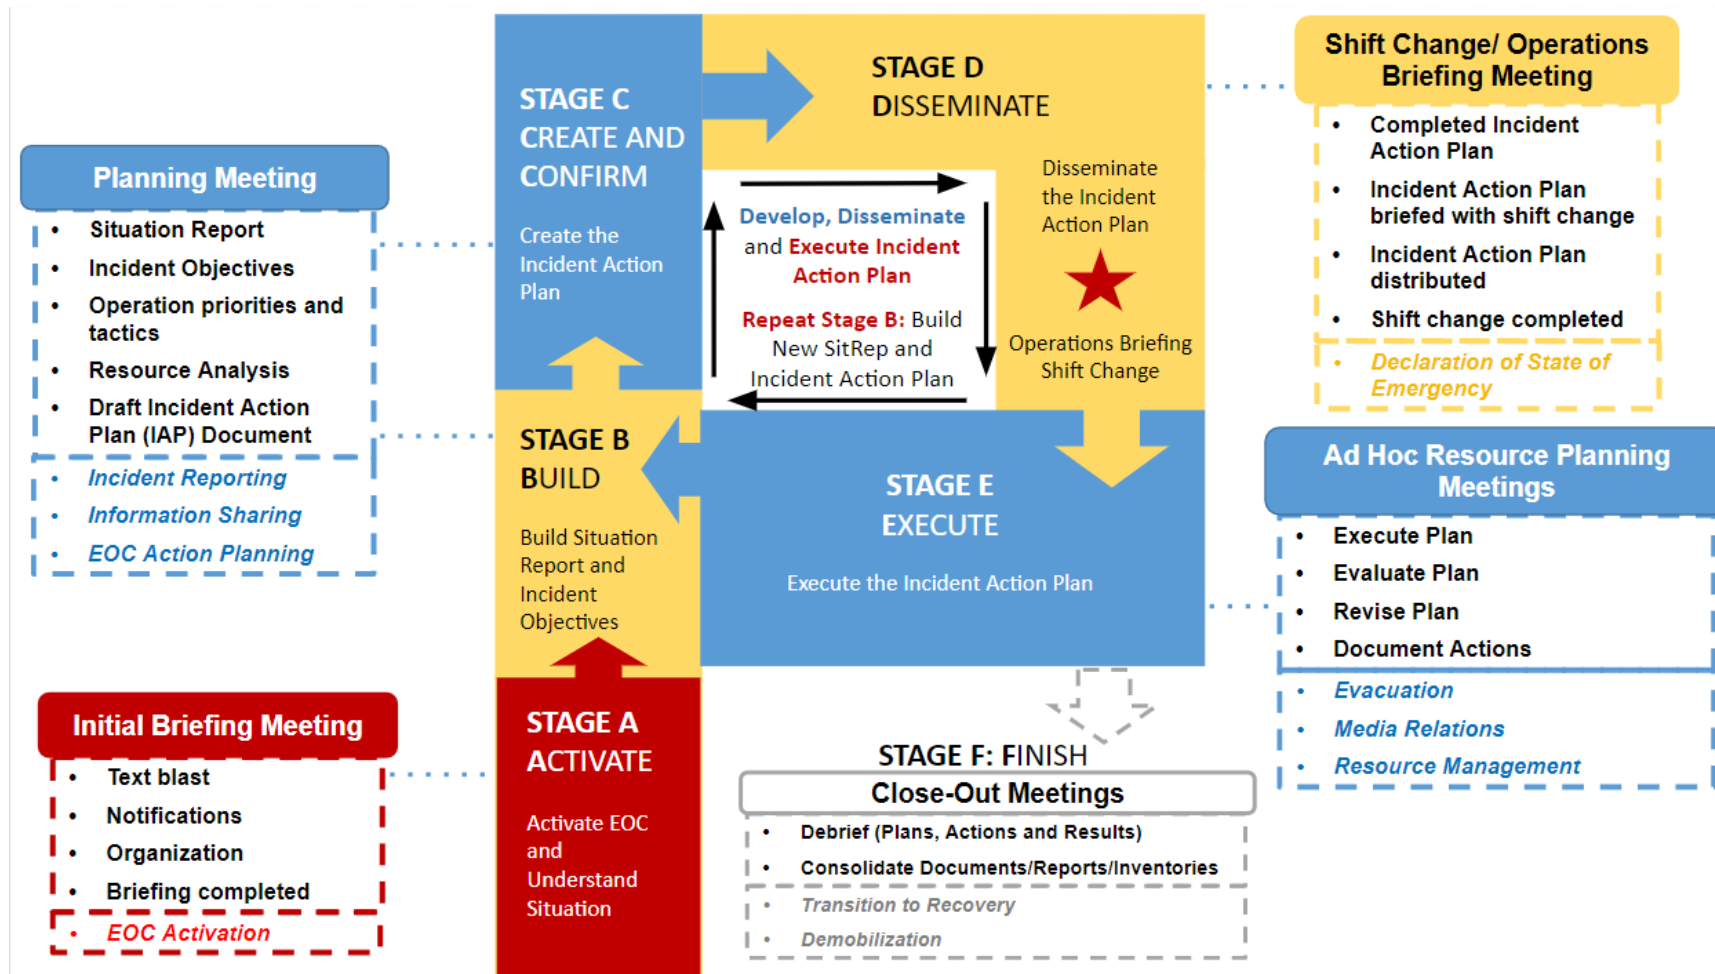 Planning Meeting
• Situation Report
• Incident Objectives
• Operation priorities and
tactics
• Resource Analysis
• Draft Incident Action
Plan (IAP) Document
• Incident Reporting
• Information Sharing
• EOC Action Planning
Initial Briefing Meeting
• Text blast
• Notifications
• Organization
• Briefing completed
• EOC Activation
STAGE C
CREATE AND
CONFIRM
Create the
Incident Action
Plan
STAGE B
BUILD
Build Situation
Report and
Incident
Objectives
STAGE A
ACTIVATE
Activate EOC
and
Understand
Situation
STAGE D
DISSEMINATE
Disseminate
the Incident
Action Plan
Operations Briefing
Shift Change
Develop, Disseminate
and Execute Incident
Action Plan
Repeat Stage B: Build
New SitRep and
Incident Action Plan
STAGE E
EXECUTE
Execute the Incident Action Plan
STAGE F: FINISH
Close-Out Meetings
• Debrief (Plans, Actions and Results)
• Consolidate Documents/Reports/Inventories
• Transition to Recovery
• Demobilization
Shift Change/ Operations
Briefing Meeting
• Completed Incident
Action Plan
• Incident Action Plan
briefed with shift change
• Incident Action Plan
distributed
• Shift change completed
• Declaration of State of
Emergency
Ad Hoc Resource Planning
Meetings
• Execute Plan
• Evaluate Plan
• Revise Plan
• Document Actions
• Evacuation
• Media Relations
• Resource Management